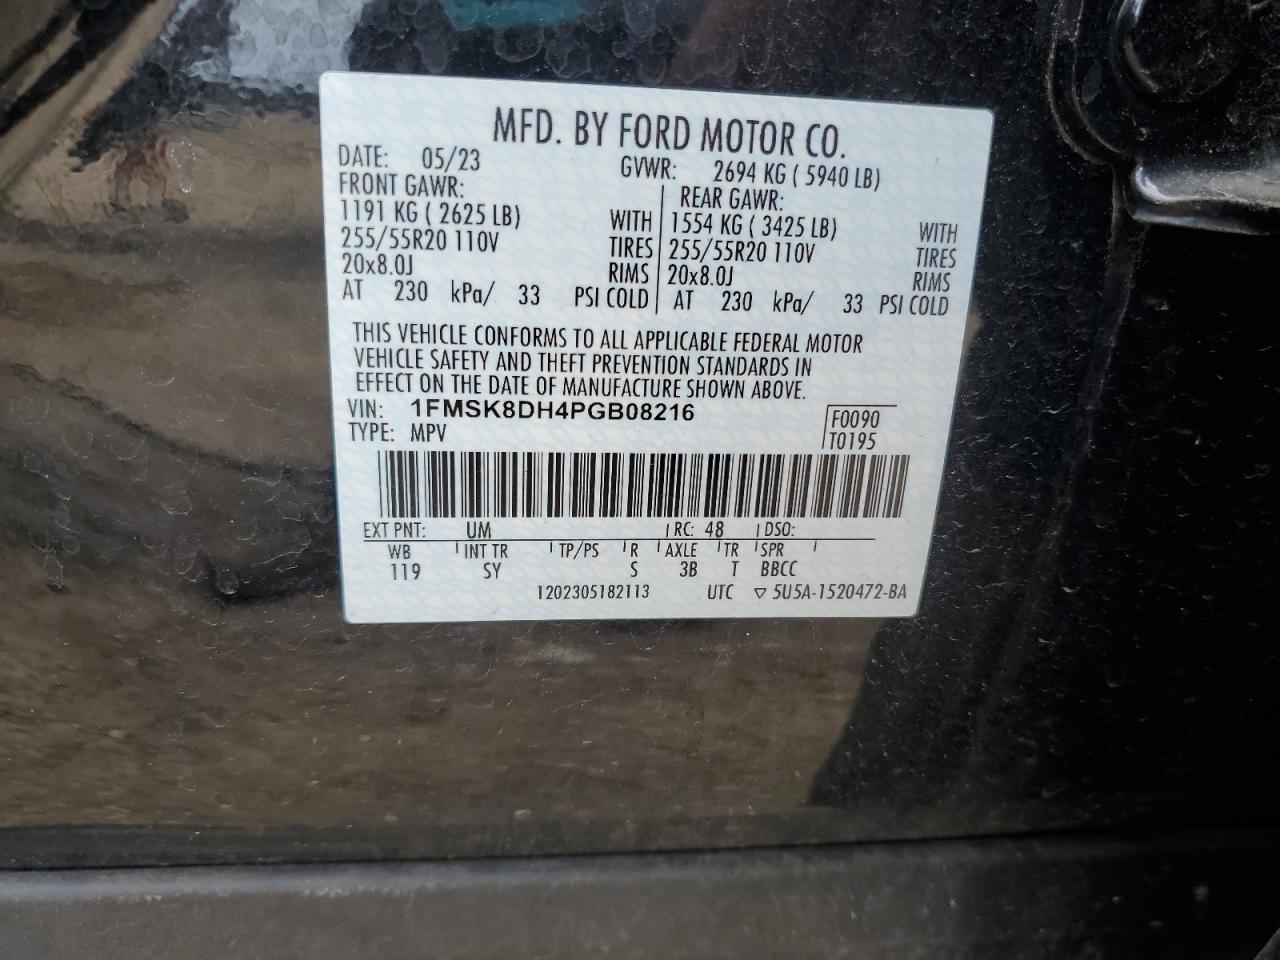 MFD. BY FORD MOTOR CO.
DATE: 05/23 GVWR: 2694 KG ( 5940 LB)
FRONT GAWR: REAR GAWR:
1191 KG ( 2625 LB) WITH 1554 KG ( 3425 LB) WITH
255/55R20 110V TIRES 255/55R20 110V TIRES
20x8.0J RIMS 20x8.0J RIMS
AT 230 kPa/ 33 PSI COLD AT 230 kPa/ 33 PSI COLD
THIS VEHICLE CONFORMS TO ALL APPLICABLE FEDERAL MOTOR
VEHICLE SAFETY AND THEFT PREVENTION STANDARDS IN
EFFECT ON THE DATE OF MANUFACTURE SHOWN ABOVE.
VIN: 1FMSK8DH4PGB08216 F0090
TYPE: MPV T0195
EXT PNT: UM RC: 48 DSO:
WB INT TR TP/PS R AXLE TR SPR
119 SY S 3B T BBCC
1202305182113 UTC ▽ 5U5A-1520472-BA